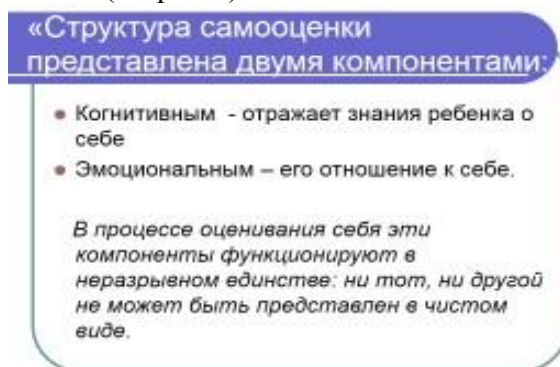 «Структура самооценки
представлена двумя компонентами:
Когнитивным - отражает знания ребенка о
себе
Эмоциональным – его отношение к себе.
В процессе оценивания себя эти
компоненты функционируют в
неразрывном единстве: ни тот, ни другой
не может быть представлен в чистом
виде.